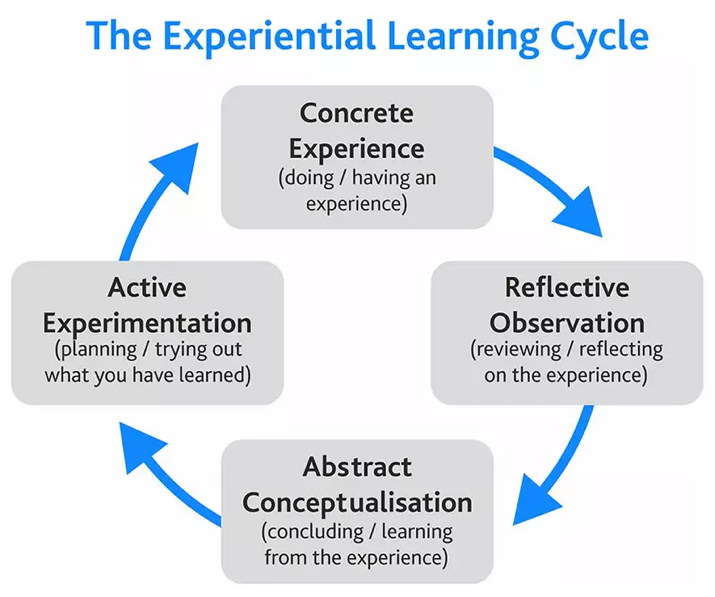 The Experiential Learning Cycle
Concrete
Experience
(doing / having an
experience)
Active
Experimentation
(planning / trying out
what you have learned)
Reflective
Observation
(reviewing / reflecting
on the experience)
Abstract
Conceptualisation
(concluding / learning
from the experience)